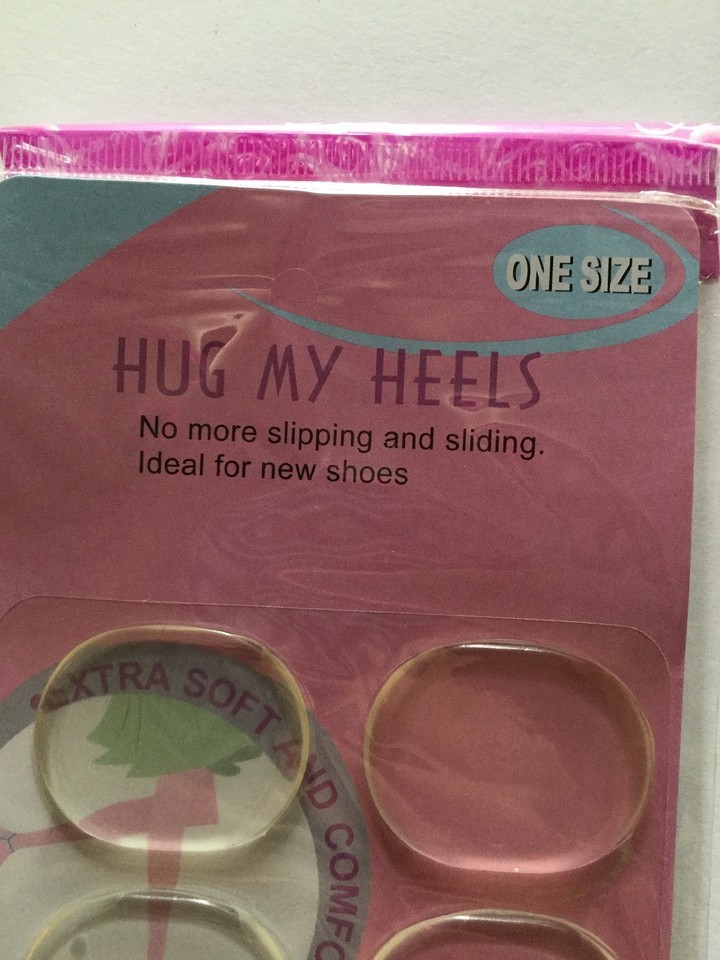 ONE SIZE
HUG MY HEELS
No more slipping and sliding.
Ideal for new shoes
EXTRA SOFT AND COMFO